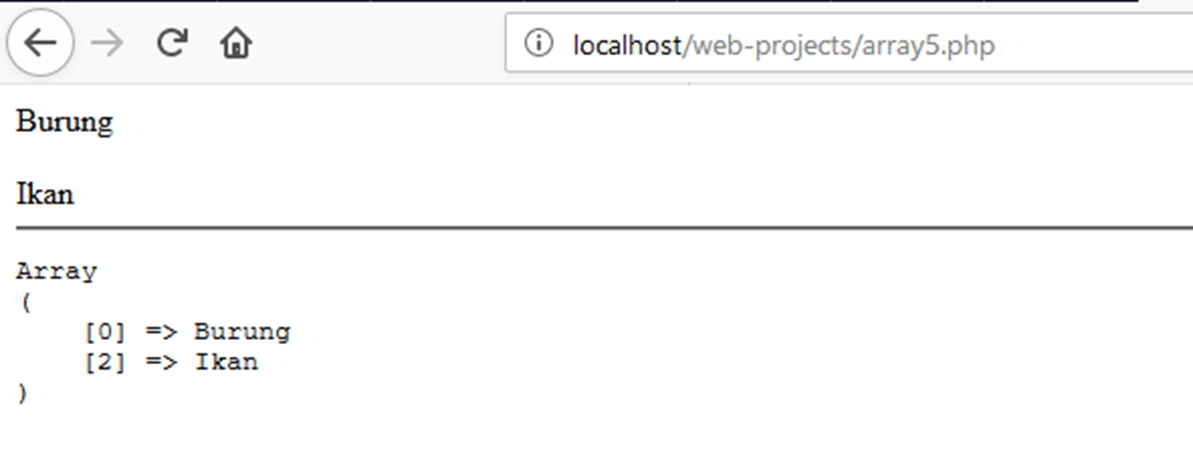 localhost/web-projects/array5.php
Burung
Ikan
Array
(
    [0] => Burung
    [2] => Ikan
)